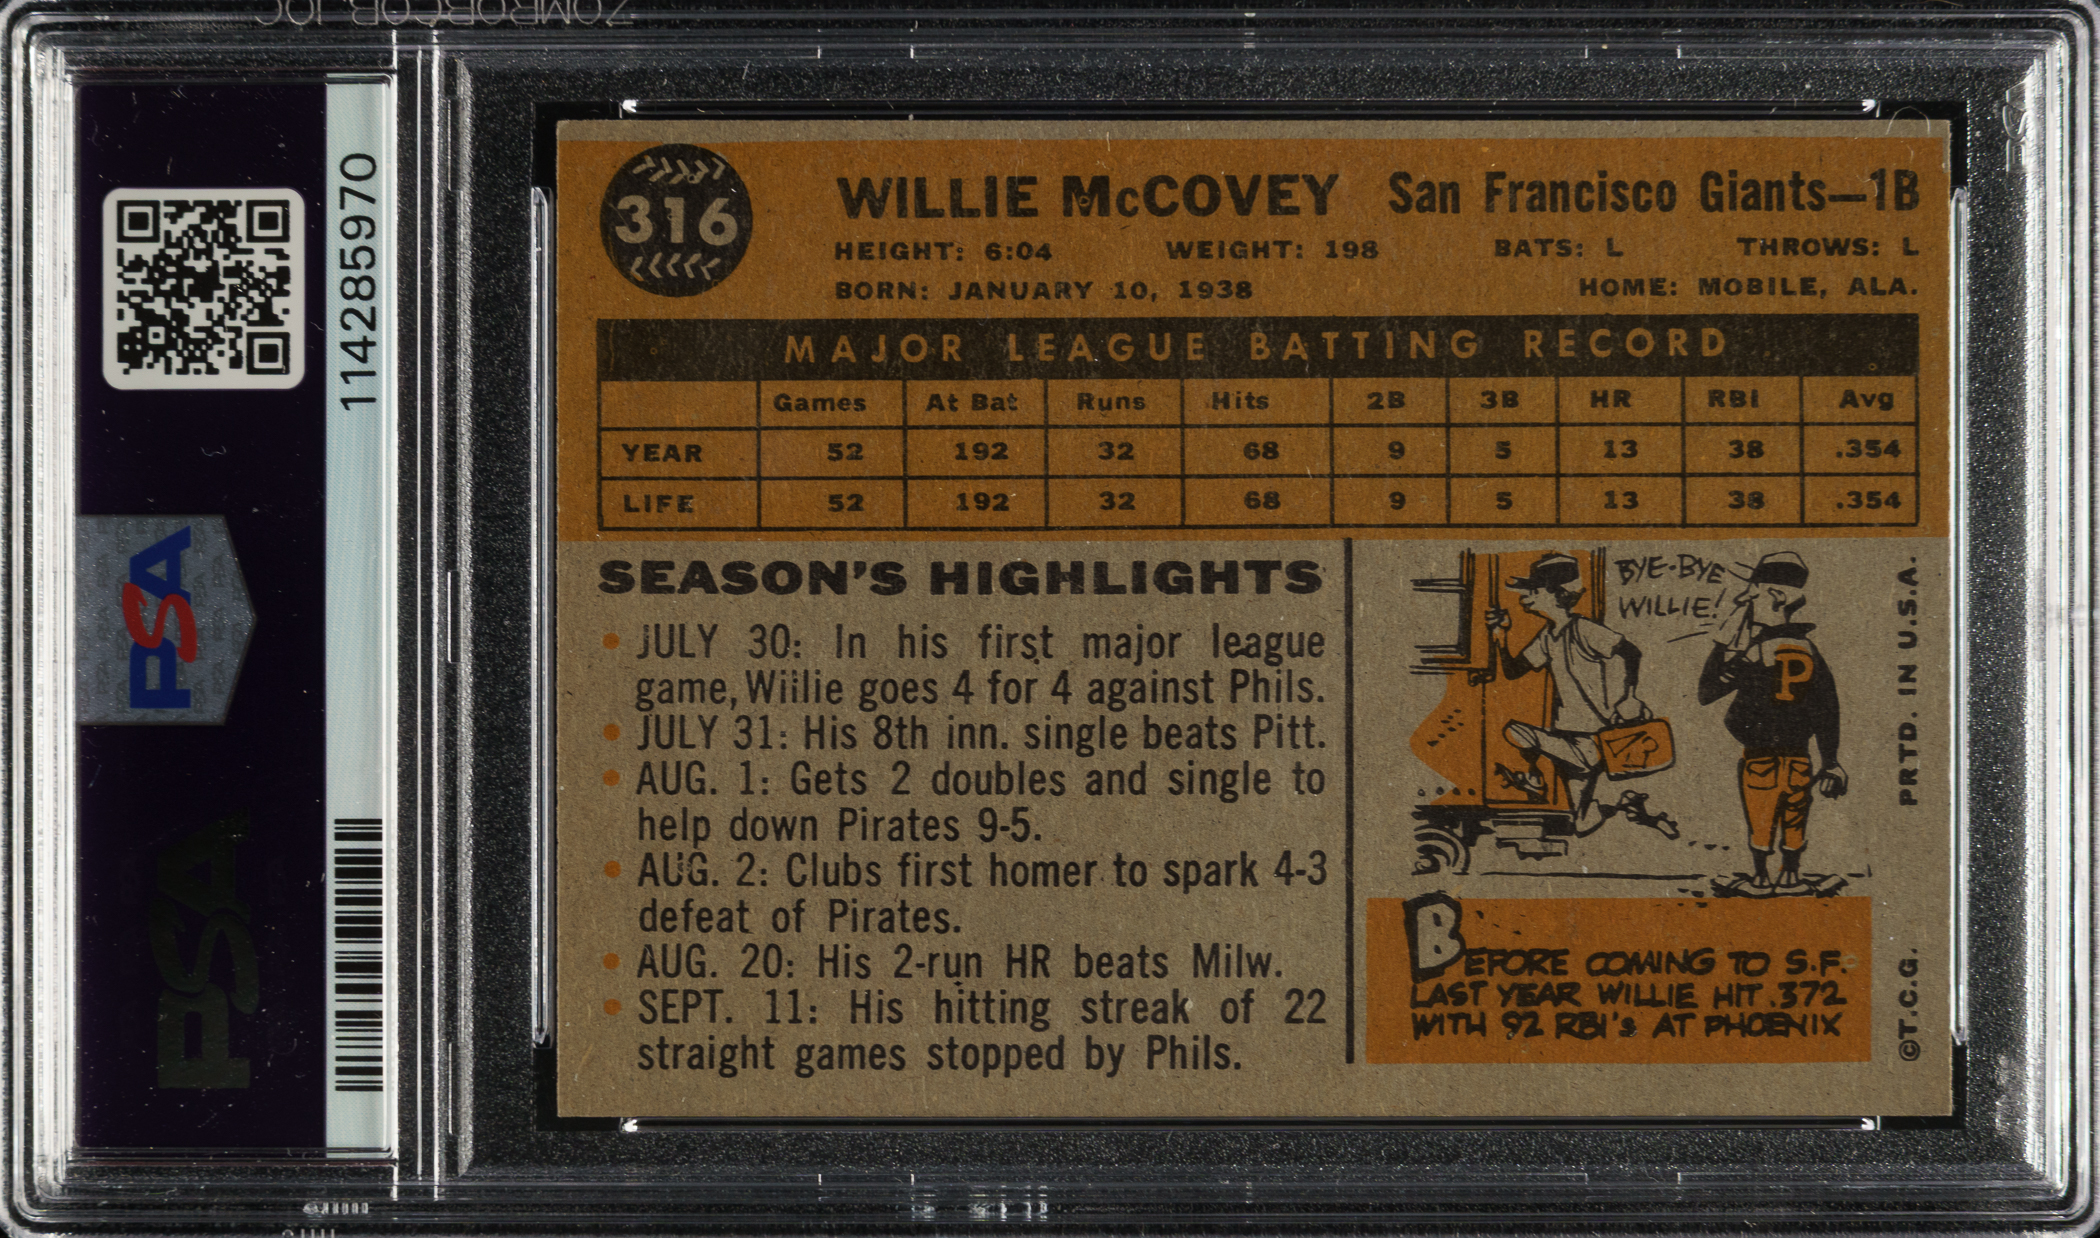 PSA
114285970
PSA
316
WILLIE McCOVEY San Francisco Giants—1B
HEIGHT: 6:04 WEIGHT: 198 BATS: L THROWS: L
BORN: JANUARY 10, 1938 HOME: MOBILE, ALA.
MAJOR LEAGUE BATTING RECORD
Games At Bat Runs Hits 2B 3B HR RBI Avg
YEAR 52 192 32 68 9 5 13 38 .354
LIFE 52 192 32 68 9 5 13 38 .354
SEASON'S HIGHLIGHTS
• JULY 30: In his first major league
game, Willie goes 4 for 4 against Phils.
• JULY 31: His 8th inn. single beats Pitt.
• AUG. 1: Gets 2 doubles and single to
help down Pirates 9-5.
• AUG. 2: Clubs first homer to spark 4-3
defeat of Pirates.
• AUG. 20: His 2-run HR beats Milw.
• SEPT. 11: His hitting streak of 22
straight games stopped by Phils.
BYE-BYE
WILLIE!
P
BEFORE COMING TO S.F.
LAST YEAR WILLIE HIT .372
WITH 92 RBI's AT PHOENIX
©T.C.G. PRTD. IN U.S.A.